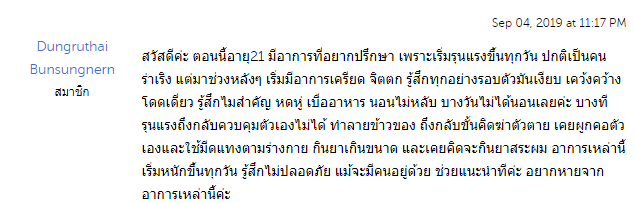 Sep 04, 2019 at 11:17 PM
Dungruthai
Bunsungnern
สมาชิก
สวัสดีค่ะ ตอนนี้อายุ21 มีอาการที่อยากปรึกษา เพราะเริ่มรุนแรงขึ้นทุกวัน ปกติเป็นคน
ร่าเริง แต่มาช่วงหลังๆ เริ่มมีอาการเครียด จิตตก รู้สึกทุกอย่างรอบตัวมันเงียบ เคว้งคว้าง
โดดเดี่ยว รู้สึกไมสำคัญ หดหู่ เบื่ออาหาร นอนไม่หลับ บางวันไม่ได้นอนเลยค่ะ บางที
รุนแรงถึงกลับควบคุมตัวเองไม่ได้ ทำลายข้าวของ ถึงกลับขั้นคิดฆ่าตัวตาย เคยผูกคอตัว
เองและใช้มีดแทงตามร่างกาย กินยาเกินขนาด และเคยคิดจะกินยาสระผม อาการเหล่านี้
เริ่มหนักขึ้นทุกวัน รู้สึกไม่ปลอดภัย แม้จะมีคนอยู่ด้วย ช่วยแนะนำทีค่ะ อยากหายจาก
อาการเหล่านี้ค่ะ